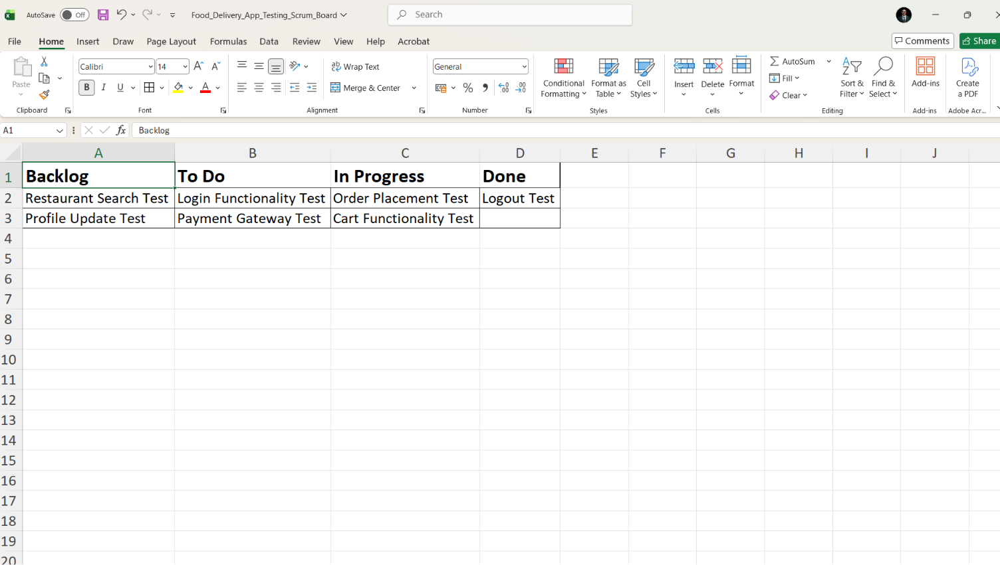 AutoSave Off Food_Delivery_App_Testing_Scrum_Board Search
File Home Insert Draw Page Layout Formulas Data Review View Help Acrobat Comments Share
Paste
Clipboard
Calibri 14
B I U A
Font
Wrap Text
Merge & Center
Alignment
General
% 9 .00 .00
Number
Conditional Formatting
Format as Table
Cell Styles
Styles
Insert Delete Format
Cells
AutoSum
Fill
Clear
Sort & Filter
Find & Select
Editing
Add-ins
Add-ins
Create a PDF
Adobe Acr...
A1 fx Backlog
A B C D E F G H I J
1 Backlog To Do In Progress Done
2 Restaurant Search Test Login Functionality Test Order Placement Test Logout Test
3 Profile Update Test Payment Gateway Test Cart Functionality Test
4
5
6
7
8
9
10
11
12
13
14
15
16
17
18
19
20